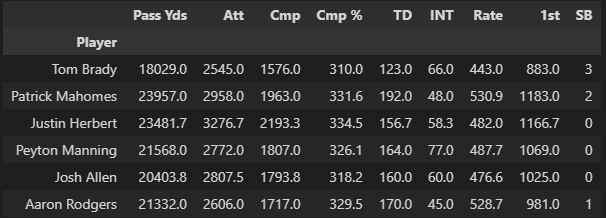 Pass Yds Att Cmp Cmp % TD INT Rate 1st SB
Player
Tom Brady 18029.0 2545.0 1576.0 310.0 123.0 66.0 443.0 883.0 3
Patrick Mahomes 23957.0 2958.0 1963.0 331.6 192.0 48.0 530.9 1183.0 2
Justin Herbert 23481.7 3276.7 2193.3 334.5 156.7 58.3 482.0 1166.7 0
Peyton Manning 21568.0 2772.0 1807.0 326.1 164.0 77.0 487.7 1069.0 0
Josh Allen 20403.8 2807.5 1793.8 318.2 160.0 60.0 476.6 1025.0 0
Aaron Rodgers 21332.0 2606.0 1717.0 329.5 170.0 45.0 528.7 981.0 1